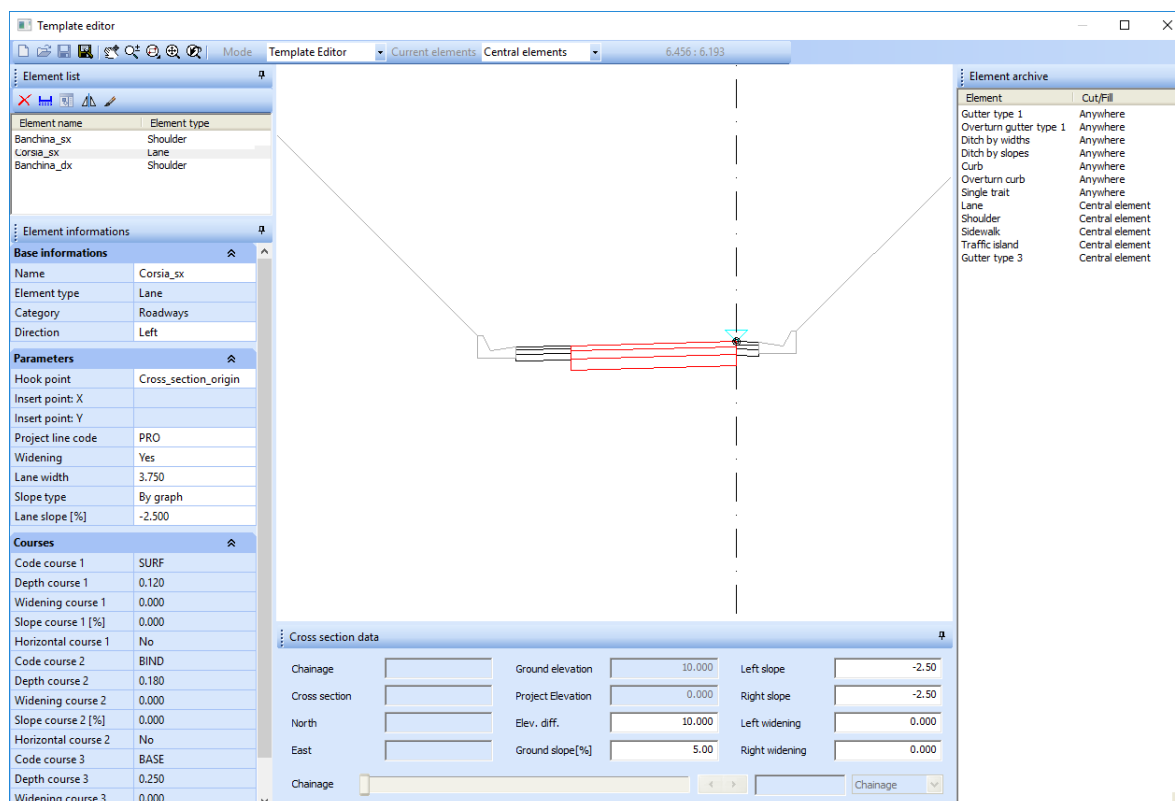 Template editor
Mode Template Editor Current elements Central elements 6.456 : 6.193
Element list
Element name Element type
Banchina_sx Shoulder
Corsia_sx Lane
Banchina_dx Shoulder
Element informations
Base informations
Name Corsia_sx
Element type Lane
Category Roadways
Direction Left
Parameters
Hook point Cross_section_origin
Insert point: X
Insert point: Y
Project line code PRO
Widening Yes
Lane width 3.750
Slope type By graph
Lane slope [%] -2.500
Courses
Code course 1 SURF
Depth course 1 0.120
Widening course 1 0.000
Slope course 1 [%] 0.000
Horizontal course 1 No
Code course 2 BIND
Depth course 2 0.180
Widening course 2 0.000
Slope course 2 [%] 0.000
Horizontal course 2 No
Code course 3 BASE
Depth course 3 0.250
Widening course 3 0.000
Cross section data
Chainage Ground elevation 10.000 Left slope -2.50
Cross section Project Elevation 0.000 Right slope -2.50
North Elev. diff. 10.000 Left widening 0.000
East Ground slope[%] 5.00 Right widening 0.000
Chainage Chainage
Element archive
Element Cut/Fill
Gutter type 1 Anywhere
Overturn gutter type 1 Anywhere
Ditch by widths Anywhere
Ditch by slopes Anywhere
Curb Anywhere
Overturn curb Anywhere
Single trait Anywhere
Lane Central element
Shoulder Central element
Sidewalk Central element
Traffic island Central element
Gutter type 3 Central element